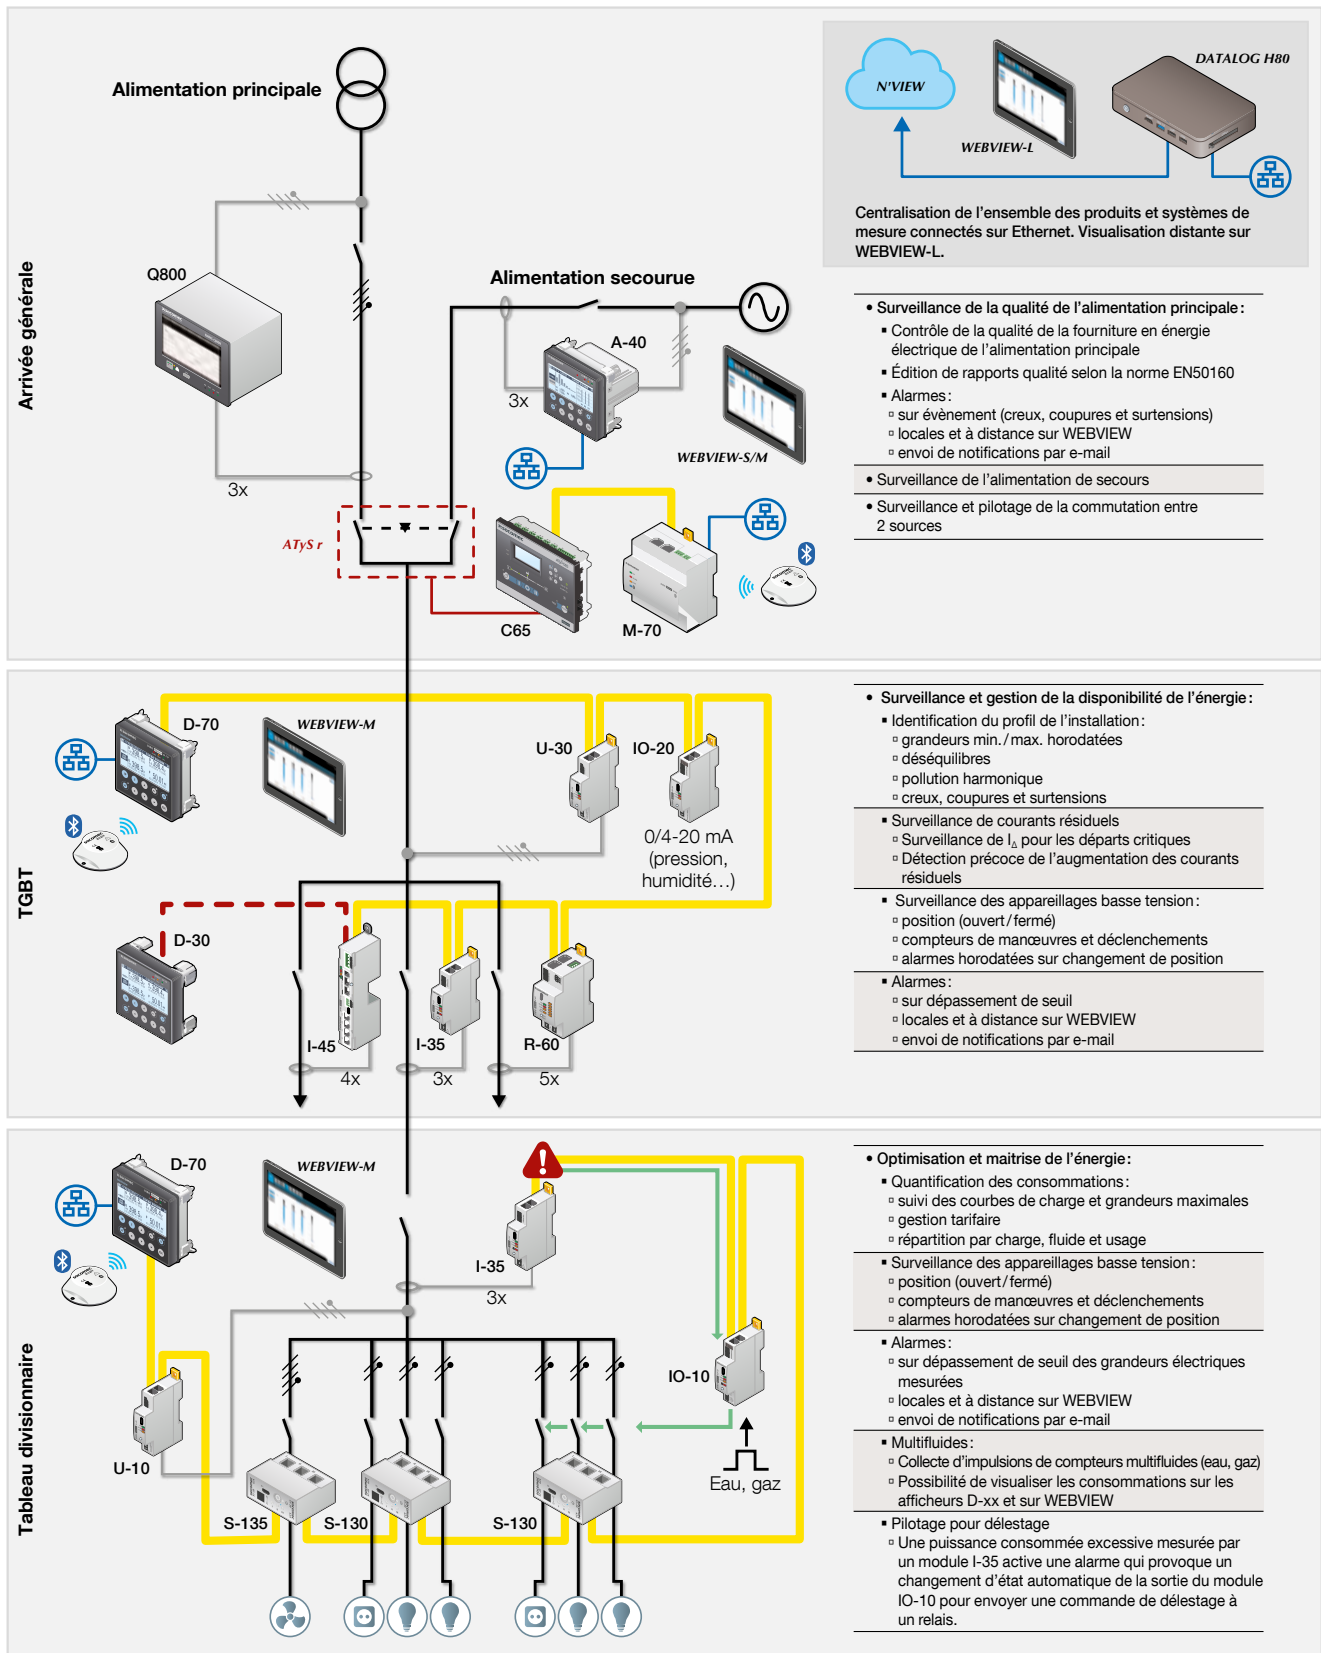 Arrivée générale
Alimentation principale
N'VIEW
WEBVIEW-L
DATALOG H80
Centralisation de l'ensemble des produits et systèmes de
mesure connectés sur Ethernet. Visualisation distante sur
WEBVIEW-L.
Q800
3x
Alimentation secourue
A-40
3x
WEBVIEW-S/M
ATyS r
C65
M-70
• Surveillance de la qualité de l'alimentation principale :
▪ Contrôle de la qualité de la fourniture en énergie
électrique de l'alimentation principale
▪ Édition de rapports qualité selon la norme EN50160
▪ Alarmes :
▫ sur évènement (creux, coupures et surtensions)
▫ locales et à distance sur WEBVIEW
▫ envoi de notifications par e-mail
• Surveillance de l'alimentation de secours
• Surveillance et pilotage de la commutation entre
2 sources
TGBT
D-70
WEBVIEW-M
U-30
IO-20
0/4-20 mA
(pression,
humidité…)
D-30
I-45
4x
I-35
3x
R-60
5x
• Surveillance et gestion de la disponibilité de l'énergie :
▪ Identification du profil de l'installation :
▫ grandeurs min. / max. horodatées
▫ déséquilibres
▫ pollution harmonique
▫ creux, coupures et surtensions
▪ Surveillance de courants résiduels
▫ Surveillance de IΔ pour les départs critiques
▫ Détection précoce de l'augmentation des courants
résiduels
▪ Surveillance des appareillages basse tension :
▫ position (ouvert / fermé)
▫ compteurs de manœuvres et déclenchements
▫ alarmes horodatées sur changement de position
▪ Alarmes :
▫ sur dépassement de seuil
▫ locales et à distance sur WEBVIEW
▫ envoi de notifications par e-mail
Tableau divisionnaire
D-70
WEBVIEW-M
I-35
3x
IO-10
Eau, gaz
U-10
S-135
S-130
S-130
• Optimisation et maitrise de l'énergie :
▪ Quantification des consommations :
▫ suivi des courbes de charge et grandeurs maximales
▫ gestion tarifaire
▫ répartition par charge, fluide et usage
▪ Surveillance des appareillages basse tension :
▫ position (ouvert / fermé)
▫ compteurs de manœuvres et déclenchements
▫ alarmes horodatées sur changement de position
▪ Alarmes :
▫ sur dépassement de seuil des grandeurs électriques
mesurées
▫ locales et à distance sur WEBVIEW
▫ envoi de notifications par e-mail
▪ Multifluides :
▫ Collecte d'impulsions de compteurs multifluides (eau, gaz)
▫ Possibilité de visualiser les consommations sur les
afficheurs D-xx et sur WEBVIEW
▪ Pilotage pour délestage
▫ Une puissance consommée excessive mesurée par
un module I-35 active une alarme qui provoque un
changement d'état automatique de la sortie du module
IO-10 pour envoyer une commande de délestage à
un relais.